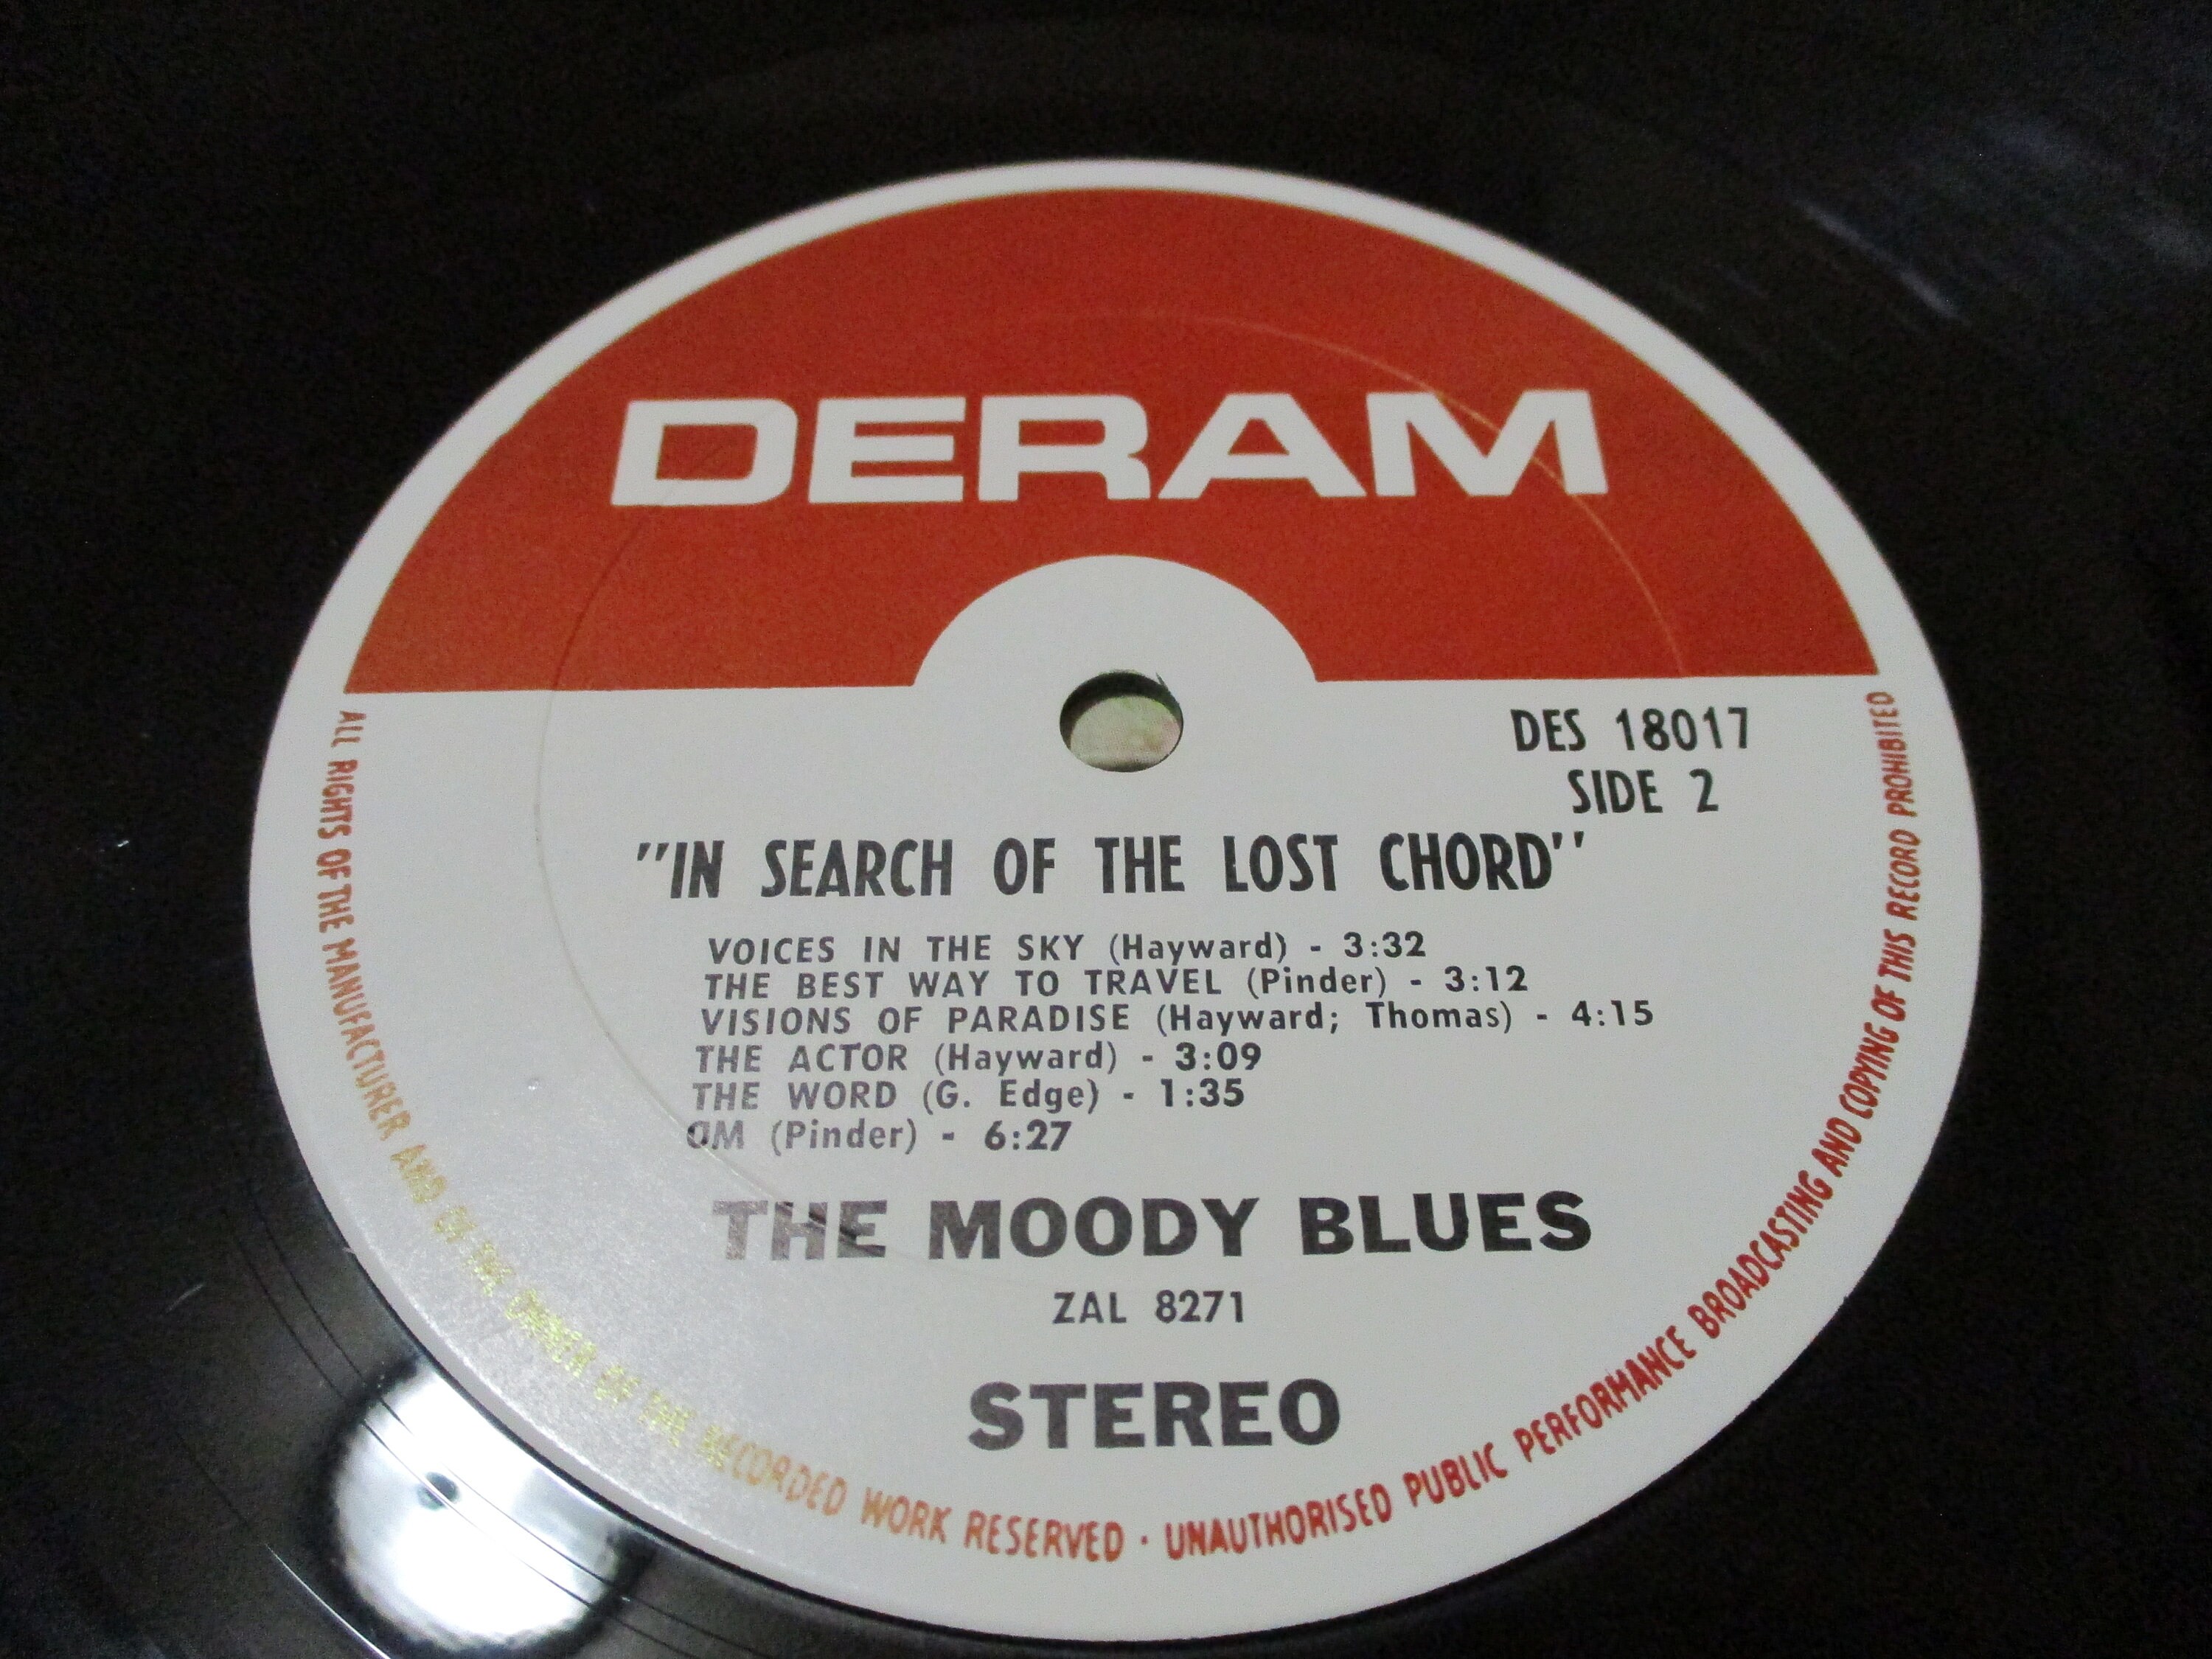 DERAM
DES 18017
SIDE 2
"IN SEARCH OF THE LOST CHORD"
VOICES IN THE SKY (Hayward) - 3:32
THE BEST WAY TO TRAVEL (Pinder) - 3:12
VISIONS OF PARADISE (Hayward; Thomas) - 4:15
THE ACTOR (Hayward) - 3:09
THE WORD (G. Edge) - 1:35
OM (Pinder) - 6:27
THE MOODY BLUES
ZAL 8271
STEREO
ALL RIGHTS OF THE MANUFACTURER AND OF THE OWNER OF THE RECORDED WORK RESERVED · UNAUTHORISED PUBLIC PERFORMANCE BROADCASTING AND COPYING OF THIS RECORD PROHIBITED